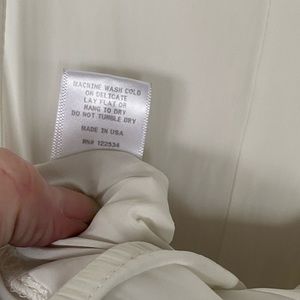 MACHINE WASH COLD
ON DELICATE
LAY FLAT OR
HANG TO DRY
DO NOT TUMBLE DRY
MADE IN USA
RN# 122534